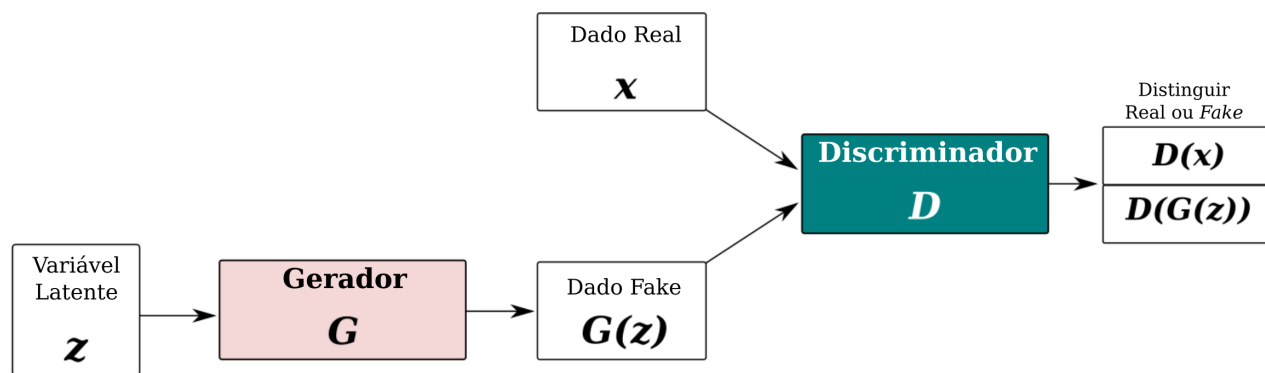 Dado Real
x
Distinguir
Real ou Fake
Discriminador
D
D(x)
D(G(z))
Variável
Latente
z
Gerador
G
Dado Fake
G(z)